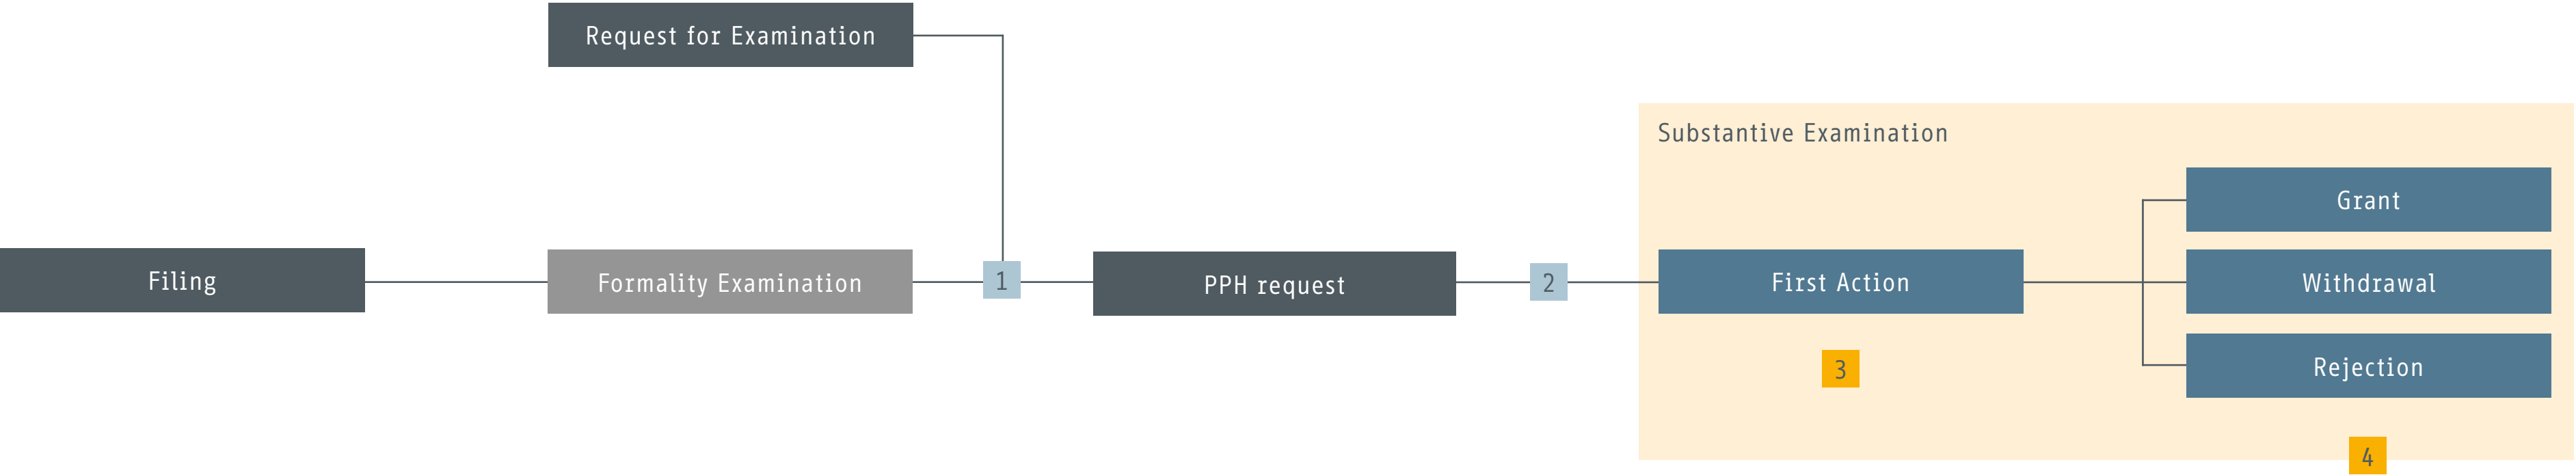 Request for Examination
Substantive Examination
Grant
Filing
Formality Examination
1
PPH request
2
First Action
Withdrawal
3
Rejection
4